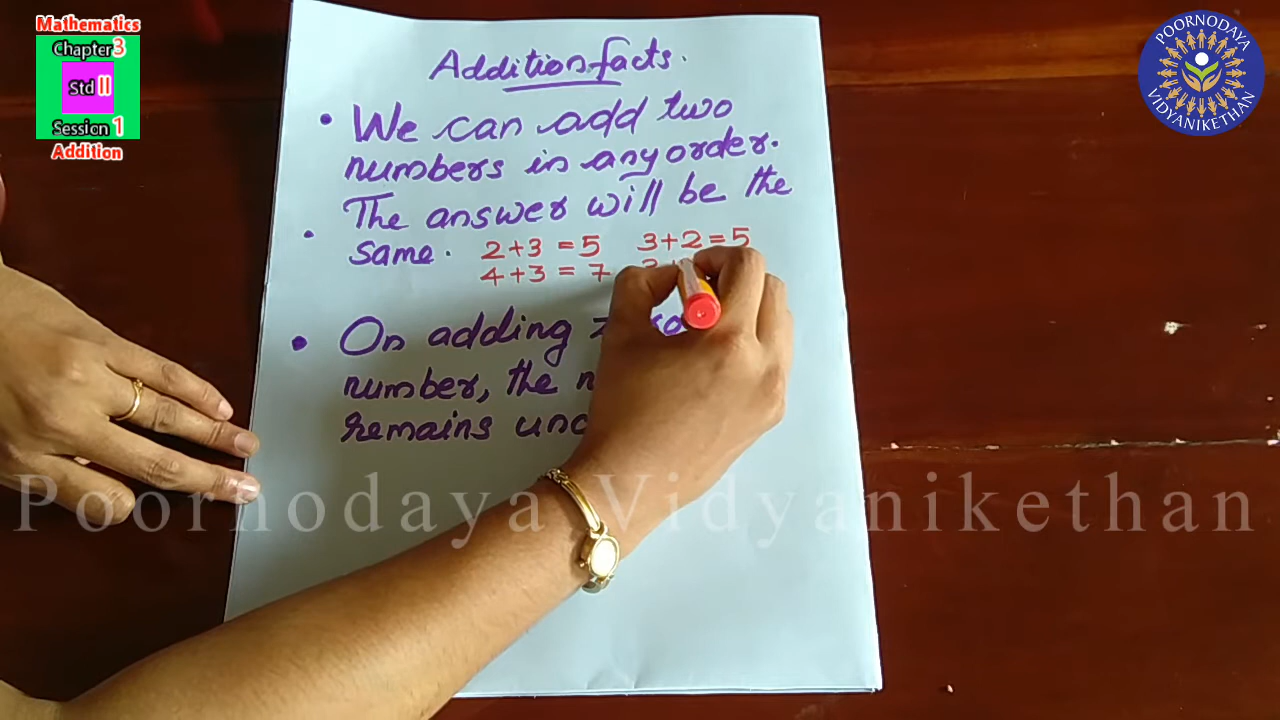 Mathematics
Chapter 3
Std II
Session 1
Addition
POORNODAYA VIDYANIKETHAN
Addition facts.
• We can add two
numbers in any order.
• The answer will be the
same. 2+3 =5 3+2=5
4+3 = 7
• On adding
number, the
remains
Poornodaya Vidyanikethan